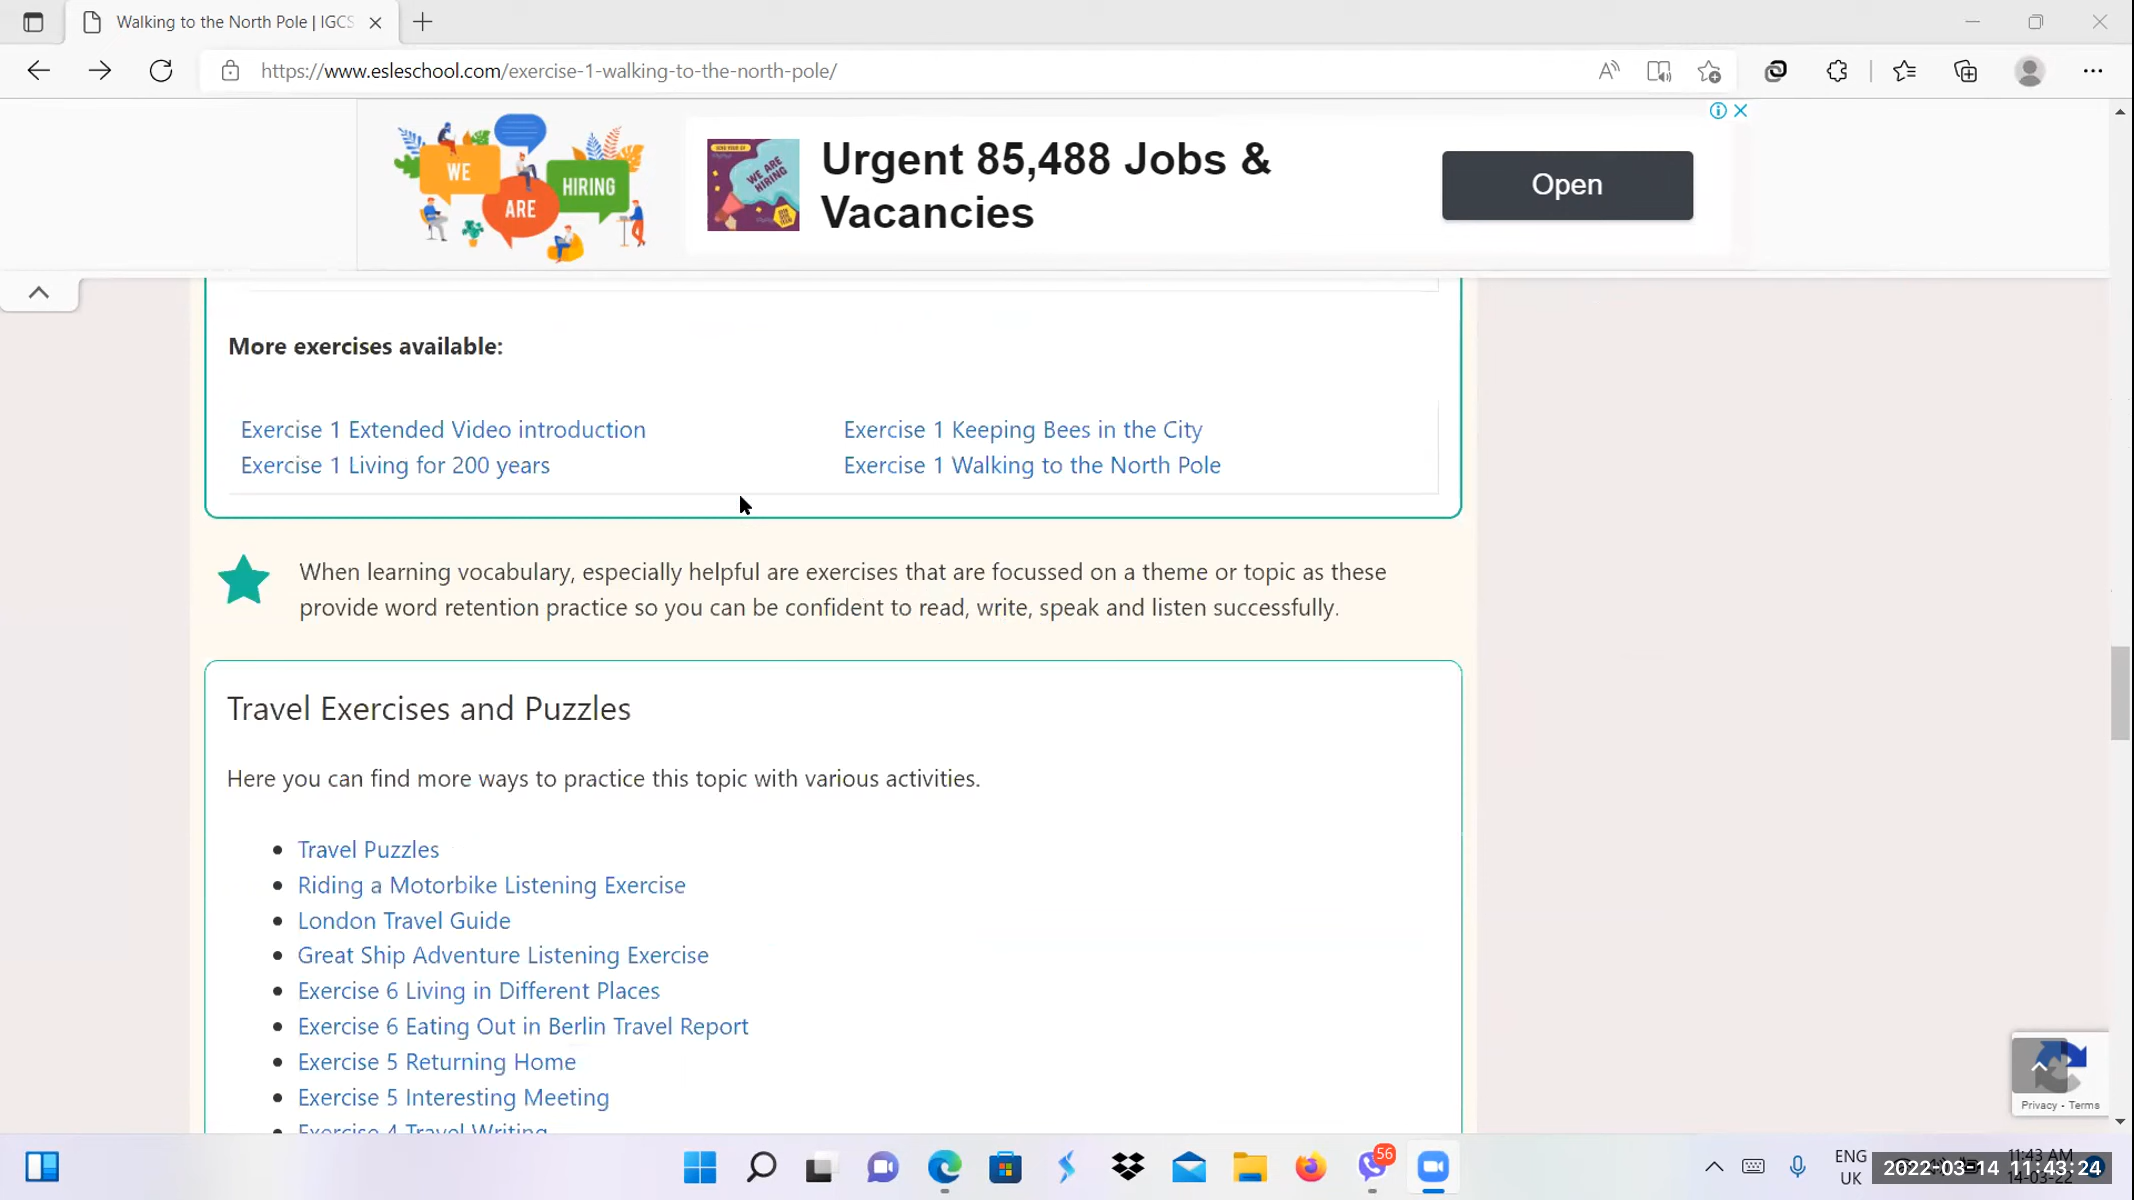 Walking to the North Pole | IGCS
https://www.esleschool.com/exercise-1-walking-to-the-north-pole/
WE
ARE
HIRING
WE ARE
HIRING
Urgent 85,488 Jobs &
Vacancies
Open
More exercises available:
Exercise 1 Extended Video introduction
Exercise 1 Keeping Bees in the City
Exercise 1 Living for 200 years
Exercise 1 Walking to the North Pole
When learning vocabulary, especially helpful are exercises that are focussed on a theme or topic as these
provide word retention practice so you can be confident to read, write, speak and listen successfully.
Travel Exercises and Puzzles
Here you can find more ways to practice this topic with various activities.
Travel Puzzles
Riding a Motorbike Listening Exercise
London Travel Guide
Great Ship Adventure Listening Exercise
Exercise 6 Living in Different Places
Exercise 6 Eating Out in Berlin Travel Report
Exercise 5 Returning Home
Exercise 5 Interesting Meeting
Exercise 4 Travel Writing
Privacy - Terms
56
ENG
UK
11:43 AM
14-03-22
2022-03-14 11:43:24